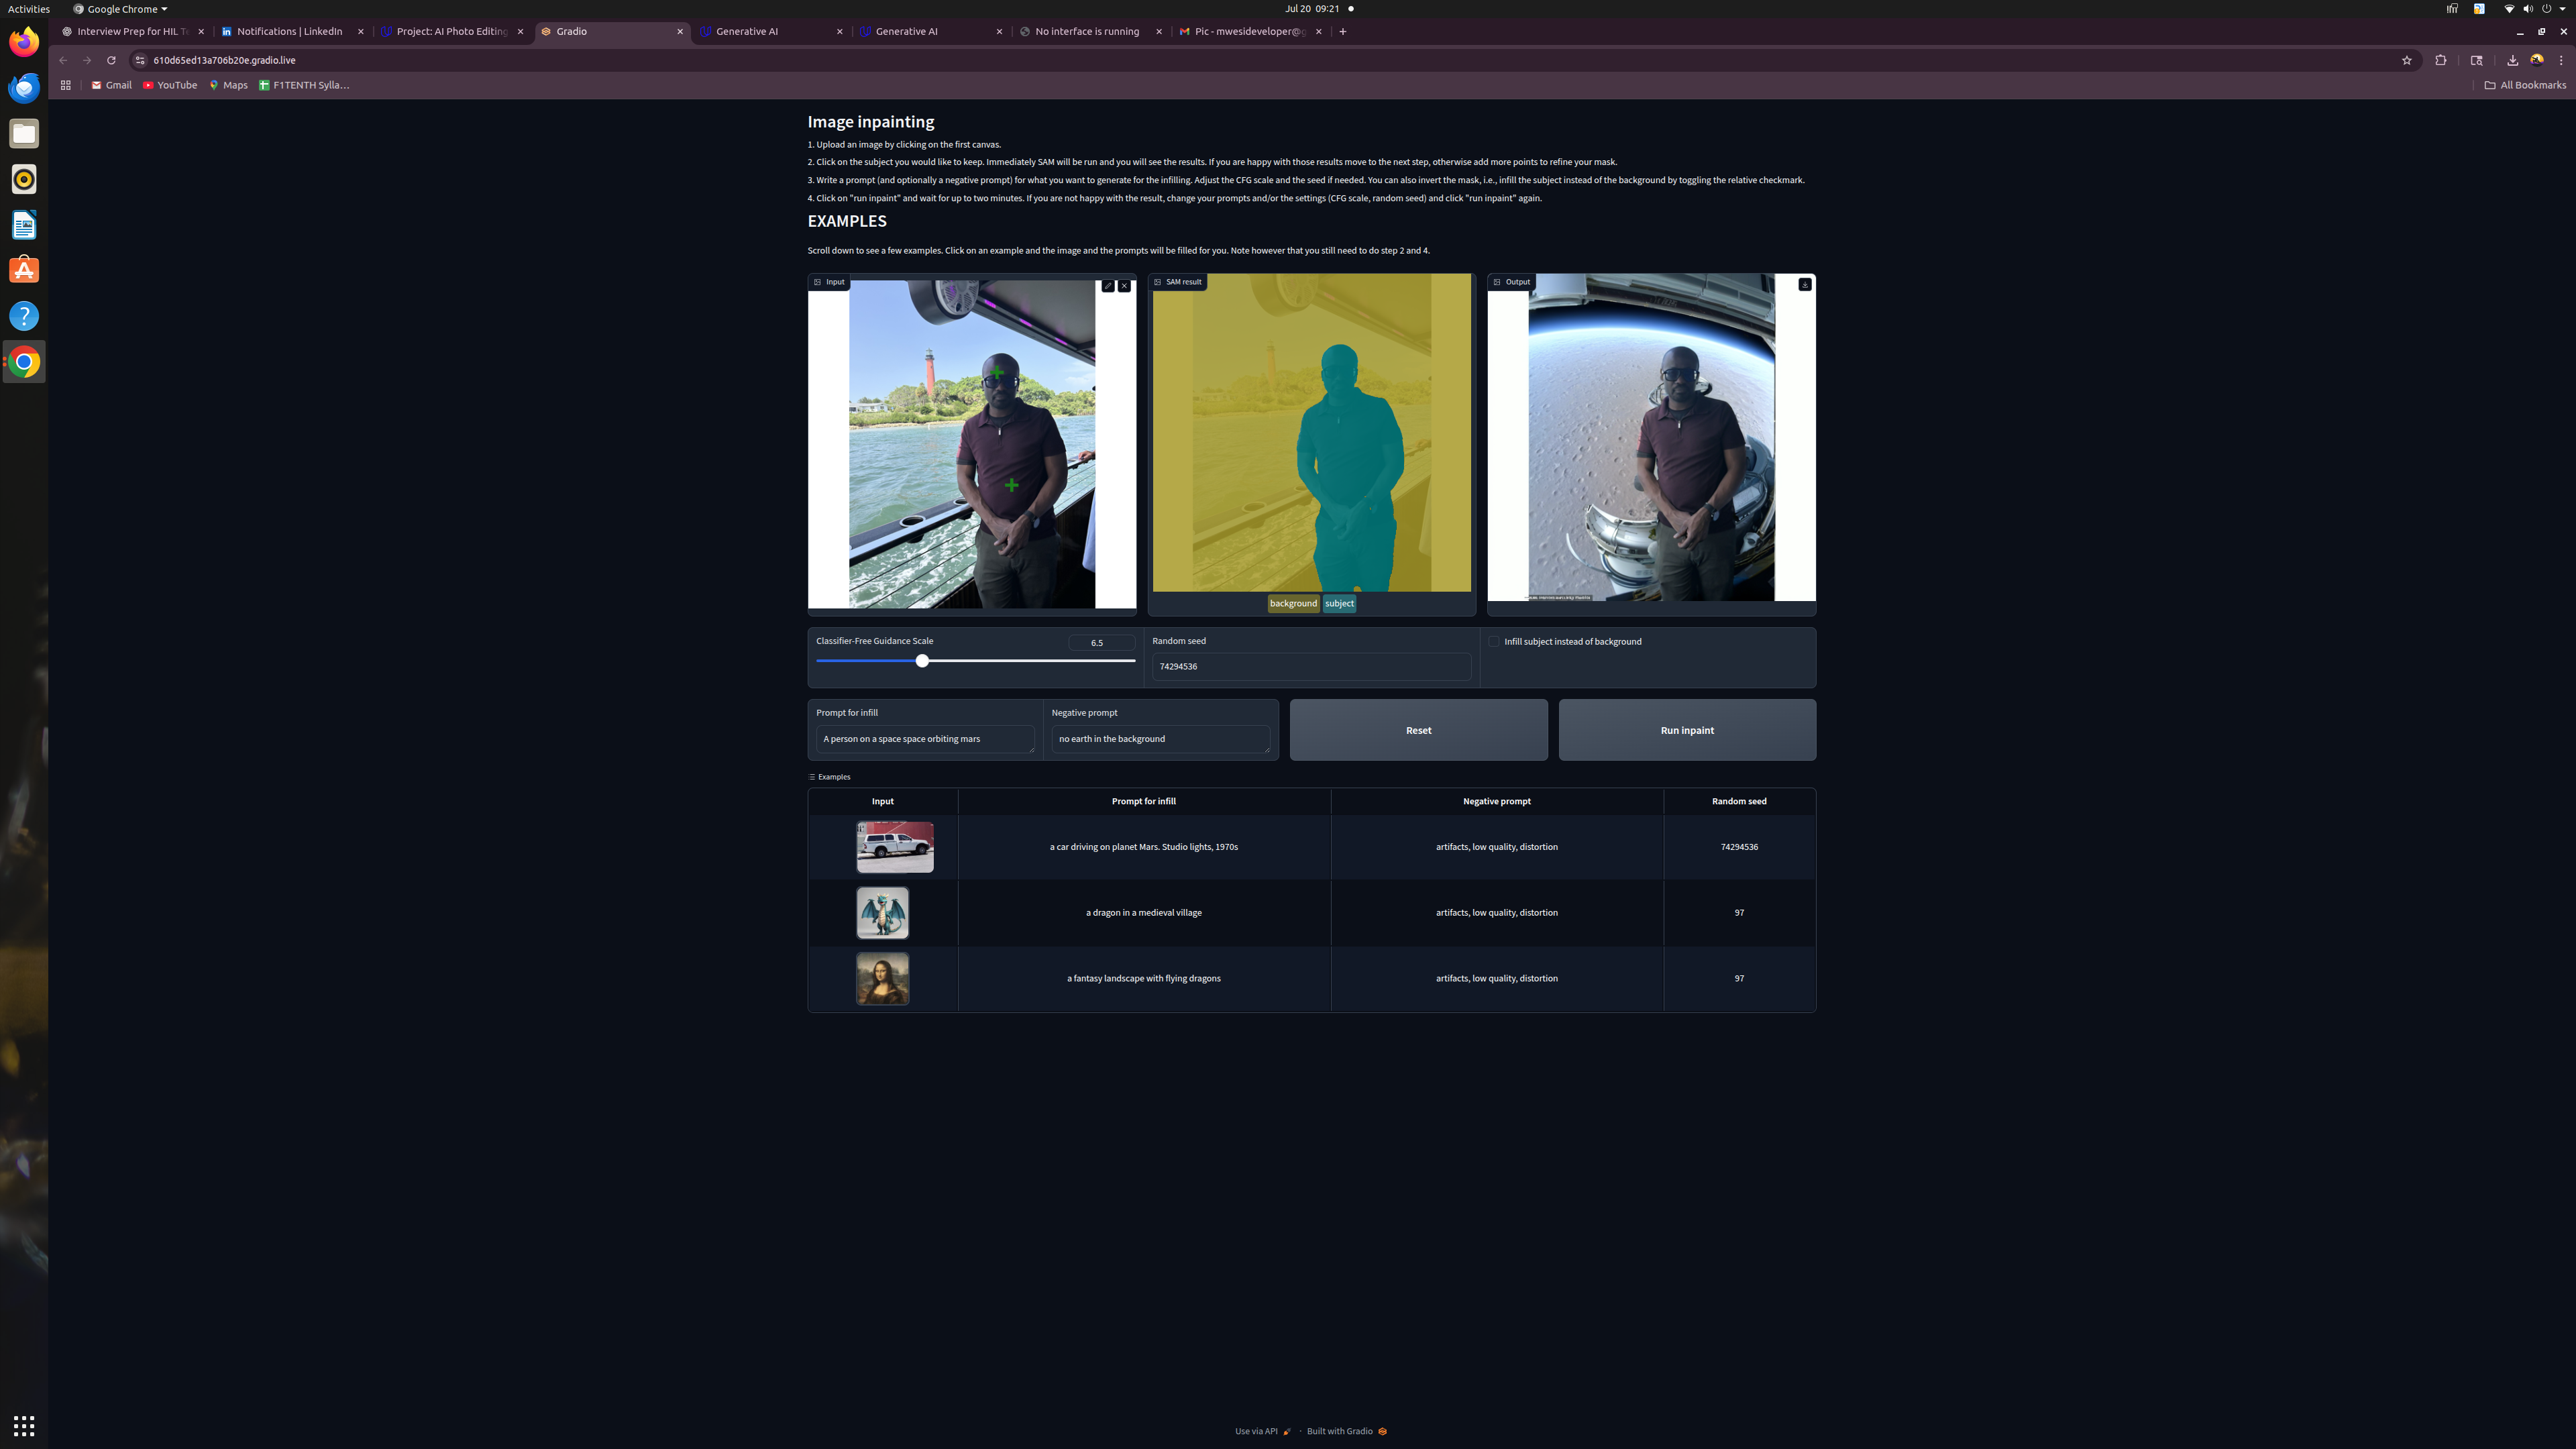 Activities
Google Chrome
Jul 20 09:21
Interview Prep for HIL Te
Notifications | LinkedIn
Project: AI Photo Editing
Gradio
Generative AI
Generative AI
No interface is running
Pic - mwesideveloper@g
610d65ed13a706b20e.gradio.live
Gmail
YouTube
Maps
F1TENTH Sylla…
All Bookmarks
Image inpainting
1. Upload an image by clicking on the first canvas.
2. Click on the subject you would like to keep. Immediately SAM will be run and you will see the results. If you are happy with those results move to the next step, otherwise add more points to refine your mask.
3. Write a prompt (and optionally a negative prompt) for what you want to generate for the infilling. Adjust the CFG scale and the seed if needed. You can also invert the mask, i.e., infill the subject instead of the background by toggling the relative checkmark.
4. Click on "run inpaint" and wait for up to two minutes. If you are not happy with the result, change your prompts and/or the settings (CFG scale, random seed) and click "run inpaint" again.
EXAMPLES
Scroll down to see a few examples. Click on an example and the image and the prompts will be filled for you. Note however that you still need to do step 2 and 4.
Input
SAM result
Output
background subject
Classifier-Free Guidance Scale
6.5
Random seed
74294536
Infill subject instead of background
Prompt for infill
A person on a space space orbiting mars
Negative prompt
no earth in the background
Reset
Run inpaint
Examples
Input Prompt for infill Negative prompt Random seed
a car driving on planet Mars. Studio lights, 1970s artifacts, low quality, distortion 74294536
a dragon in a medieval village artifacts, low quality, distortion 97
a fantasy landscape with flying dragons artifacts, low quality, distortion 97
Use via API · Built with Gradio